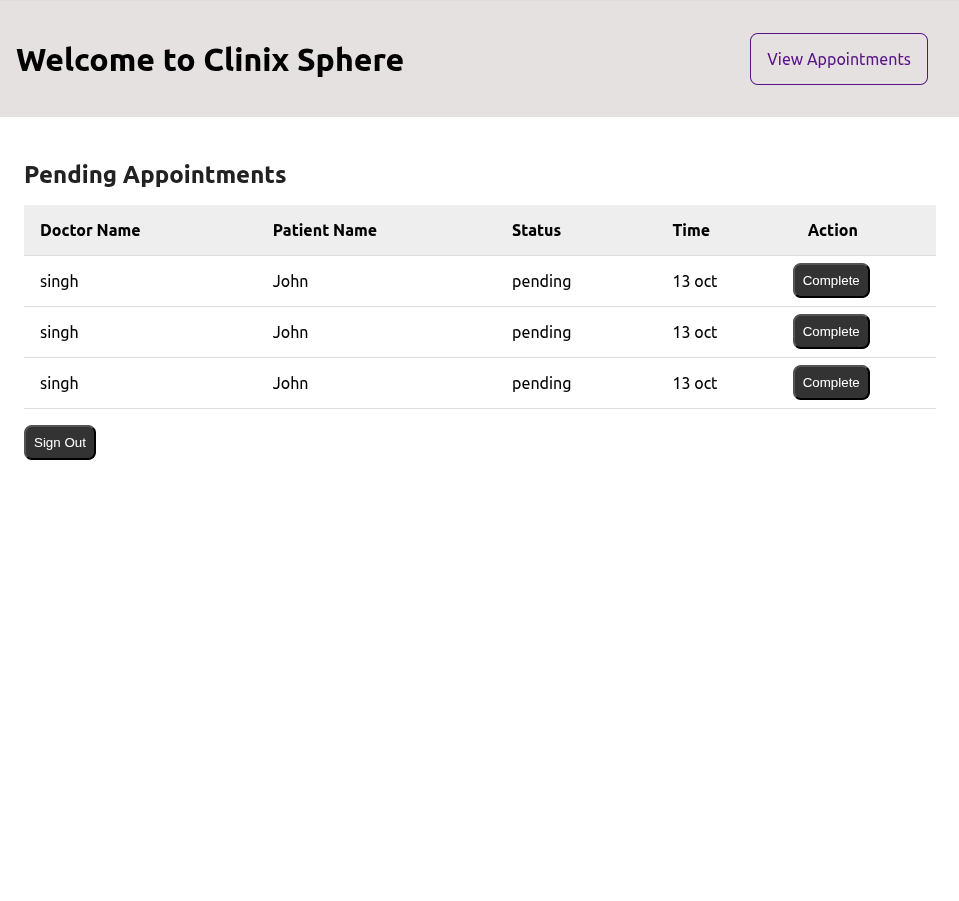 Welcome to Clinix Sphere
View Appointments
Pending Appointments
Doctor Name Patient Name Status Time Action
singh John pending 13 oct Complete
singh John pending 13 oct Complete
singh John pending 13 oct Complete
Sign Out